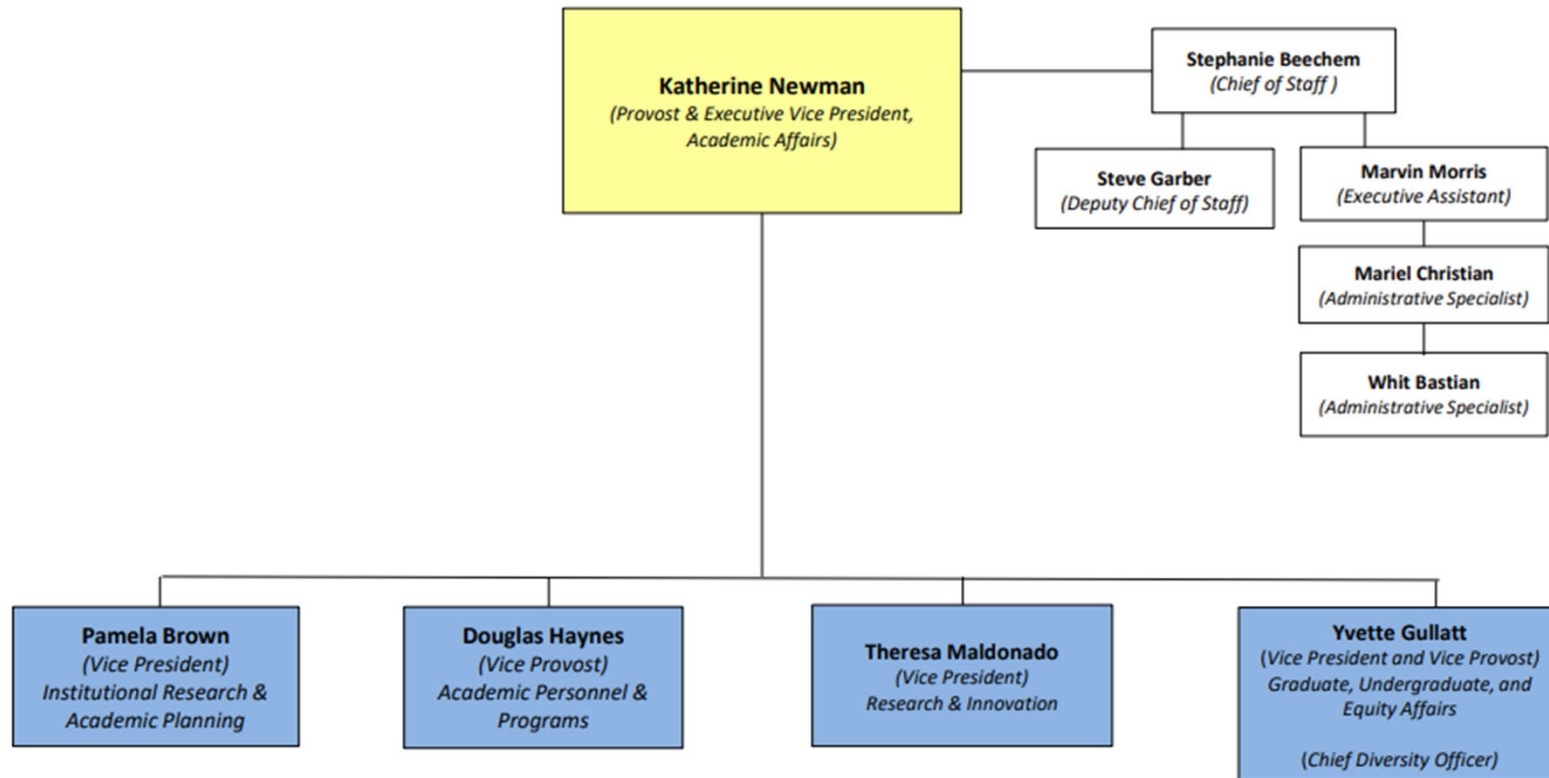 Katherine Newman
(Provost & Executive Vice President,
Academic Affairs)
Stephanie Beechem
(Chief of Staff )
Steve Garber
(Deputy Chief of Staff)
Marvin Morris
(Executive Assistant)
Mariel Christian
(Administrative Specialist)
Whit Bastian
(Administrative Specialist)
Pamela Brown
(Vice President)
Institutional Research &
Academic Planning
Douglas Haynes
(Vice Provost)
Academic Personnel &
Programs
Theresa Maldonado
(Vice President)
Research & Innovation
Yvette Gullatt
(Vice President and Vice Provost)
Graduate, Undergraduate, and
Equity Affairs
(Chief Diversity Officer)